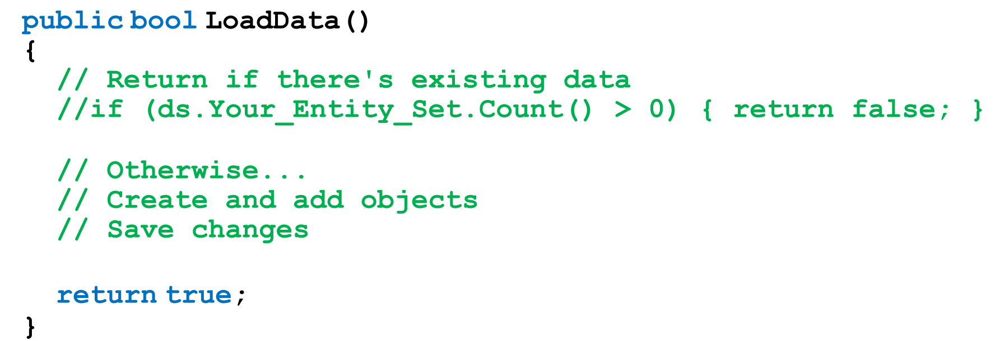 public bool LoadData()
{
// Return if there's existing data
//if (ds.Your_Entity_Set.Count() > 0) { return false; }
// Otherwise...
// Create and add objects
// Save changes
return true;
}